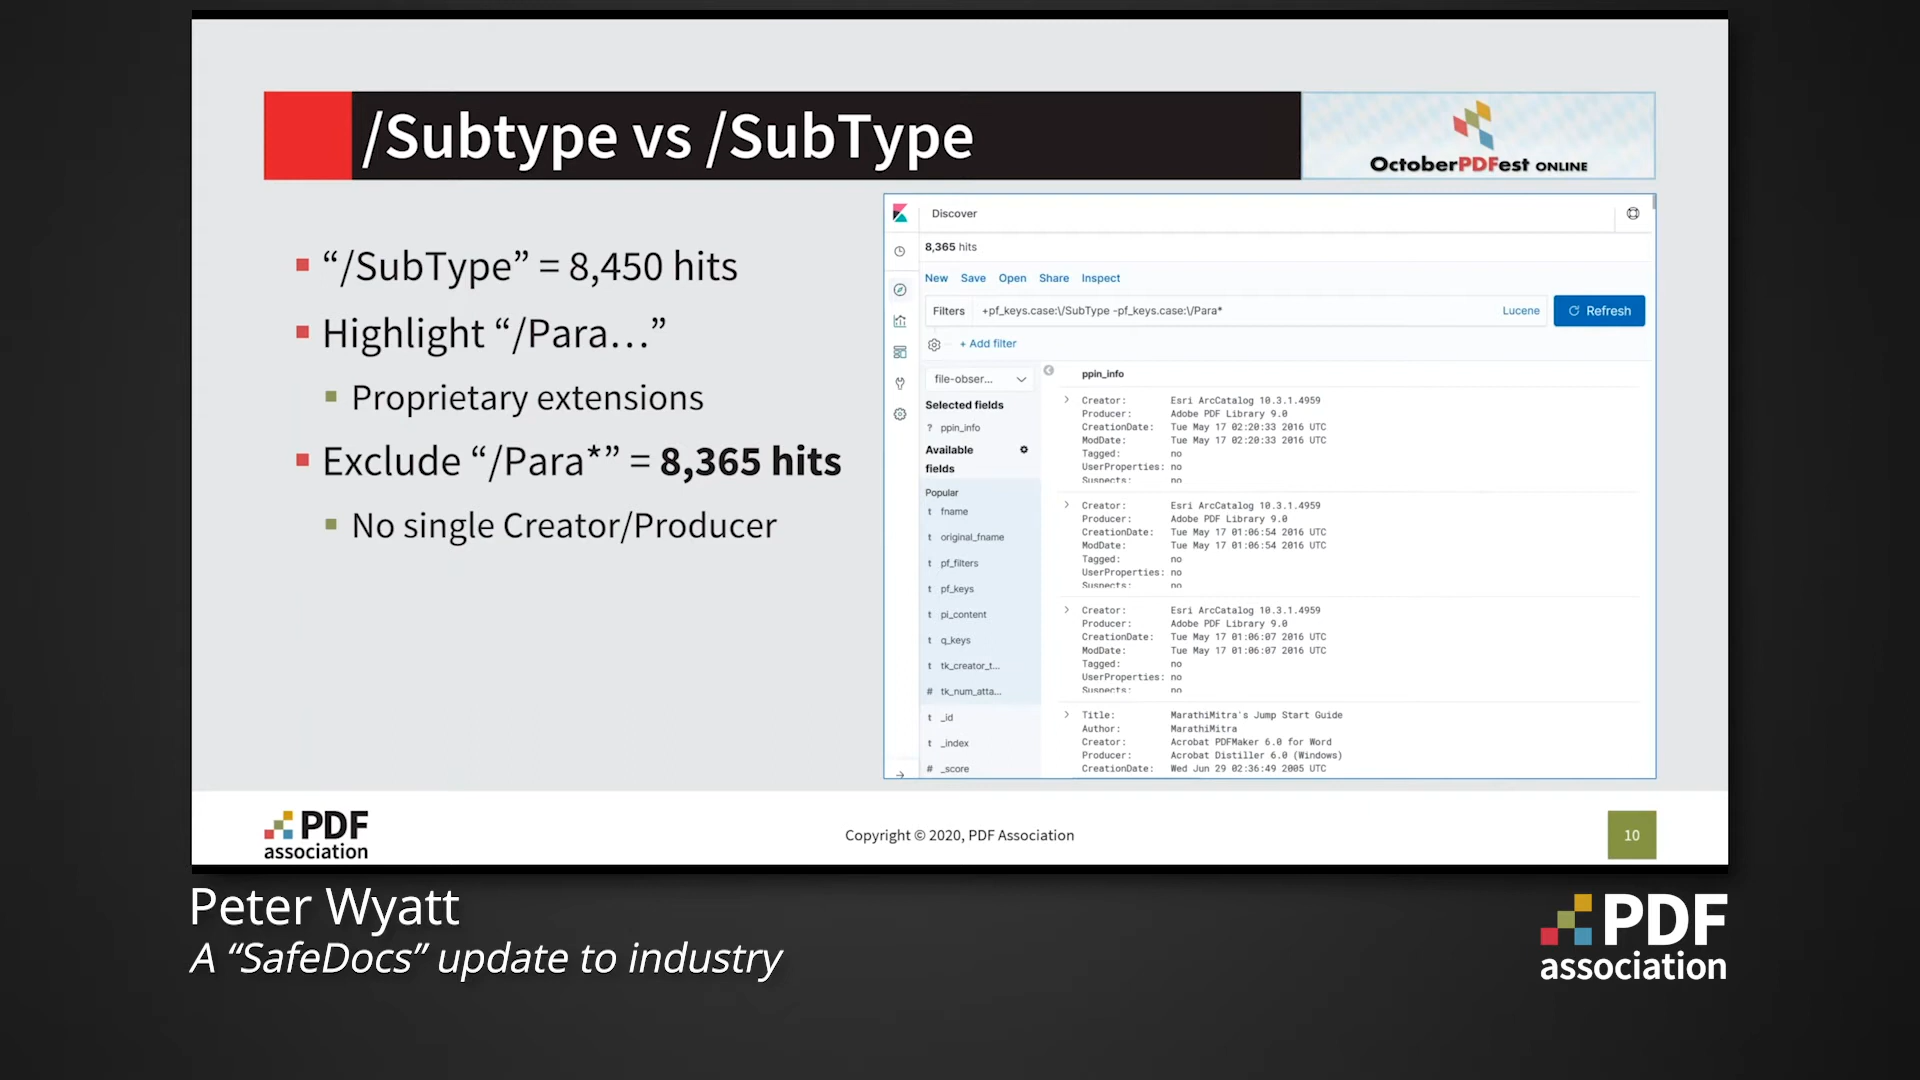 /Subtype vs /SubType
OctoberPDFest ONLINE
“/SubType” = 8,450 hits
Highlight “/Para…”
Proprietary extensions
Exclude “/Para*” = 8,365 hits
No single Creator/Producer
Discover
8,365 hits
New Save Open Share Inspect
Filters +pf_keys.case:\/SubType -pf_keys.case:\/Para* Lucene Refresh
+ Add filter
file-obser...
Selected fields
? ppin_info
Available
fields
Popular
t fname
t original_fname
t pf_filters
t pf_keys
t pi_content
t q_keys
t tk_creator_t...
# tk_num_atta...
t _id
t _index
# _score
ppin_info
Creator: Esri ArcCatalog 10.3.1.4959
Producer: Adobe PDF Library 9.0
CreationDate: Tue May 17 02:20:33 2016 UTC
ModDate: Tue May 17 02:20:33 2016 UTC
Tagged: no
UserProperties: no
Suspects: no
Creator: Esri ArcCatalog 10.3.1.4959
Producer: Adobe PDF Library 9.0
CreationDate: Tue May 17 01:06:54 2016 UTC
ModDate: Tue May 17 01:06:54 2016 UTC
Tagged: no
UserProperties: no
Suspects: no
Creator: Esri ArcCatalog 10.3.1.4959
Producer: Adobe PDF Library 9.0
CreationDate: Tue May 17 01:06:07 2016 UTC
ModDate: Tue May 17 01:06:07 2016 UTC
Tagged: no
UserProperties: no
Suspects: no
Title: MarathiMitra`s Jump Start Guide
Author: MarathiMitra
Creator: Acrobat PDFMaker 6.0 for Word
Producer: Acrobat Distiller 6.0 (Windows)
CreationDate: Wed Jun 29 02:36:49 2005 UTC
PDF
association
Copyright © 2020, PDF Association
10
Peter Wyatt
A “SafeDocs” update to industry
PDF
association